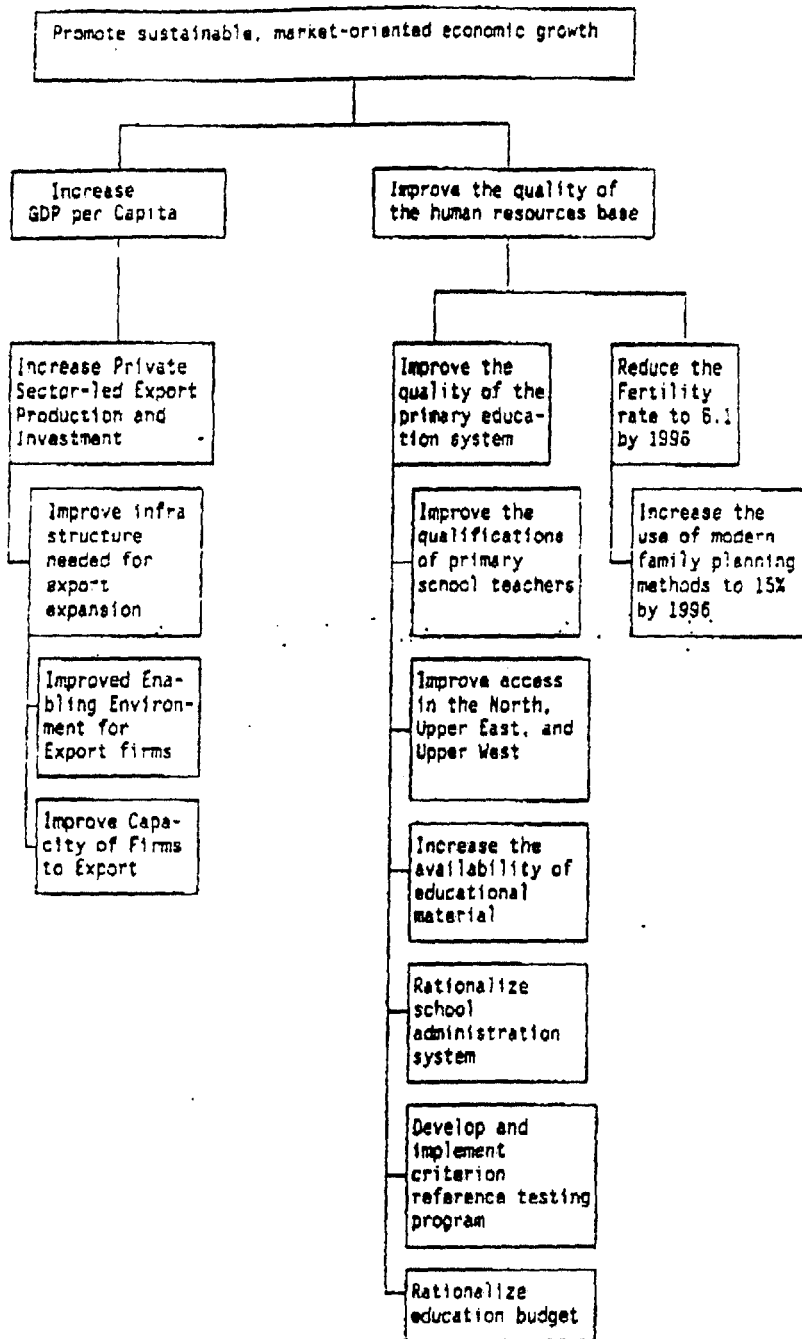 Promote sustainable, market-oriented economic growth
Increase
GDP per Capita
Improve the quality of
the human resources base
Increase Private
Sector-led Export
Production and
Investment
Improve infra
structure
needed for
export
expansion
Improved Ena-
bling Environ-
ment for
Export firms
Improve Capa-
city of Firms
to Export
Improve the
quality of the
primary educa-
tion system
Improve the
qualifications
of primary
school teachers
Improve access
in the North,
Upper East, and
Upper West
Increase the
availability of
educational
material
Rationalize
school
administration
system
Develop and
implement
criterion
reference testing
program
Rationalize
education budget
Reduce the
Fertility
rate to 6.1
by 1996
Increase the
use of modern
family planning
methods to 15%
by 1996